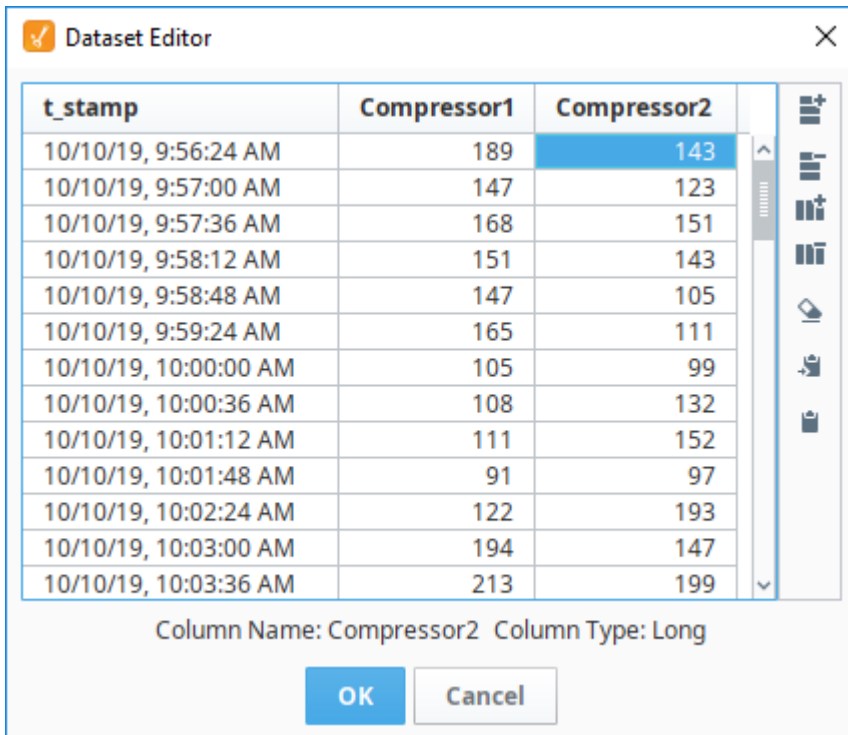 Dataset Editor
t_stamp Compressor1 Compressor2
10/10/19, 9:56:24 AM 189 143
10/10/19, 9:57:00 AM 147 123
10/10/19, 9:57:36 AM 168 151
10/10/19, 9:58:12 AM 151 143
10/10/19, 9:58:48 AM 147 105
10/10/19, 9:59:24 AM 165 111
10/10/19, 10:00:00 AM 105 99
10/10/19, 10:00:36 AM 108 132
10/10/19, 10:01:12 AM 111 152
10/10/19, 10:01:48 AM 91 97
10/10/19, 10:02:24 AM 122 193
10/10/19, 10:03:00 AM 194 147
10/10/19, 10:03:36 AM 213 199
Column Name: Compressor2 Column Type: Long
OK Cancel